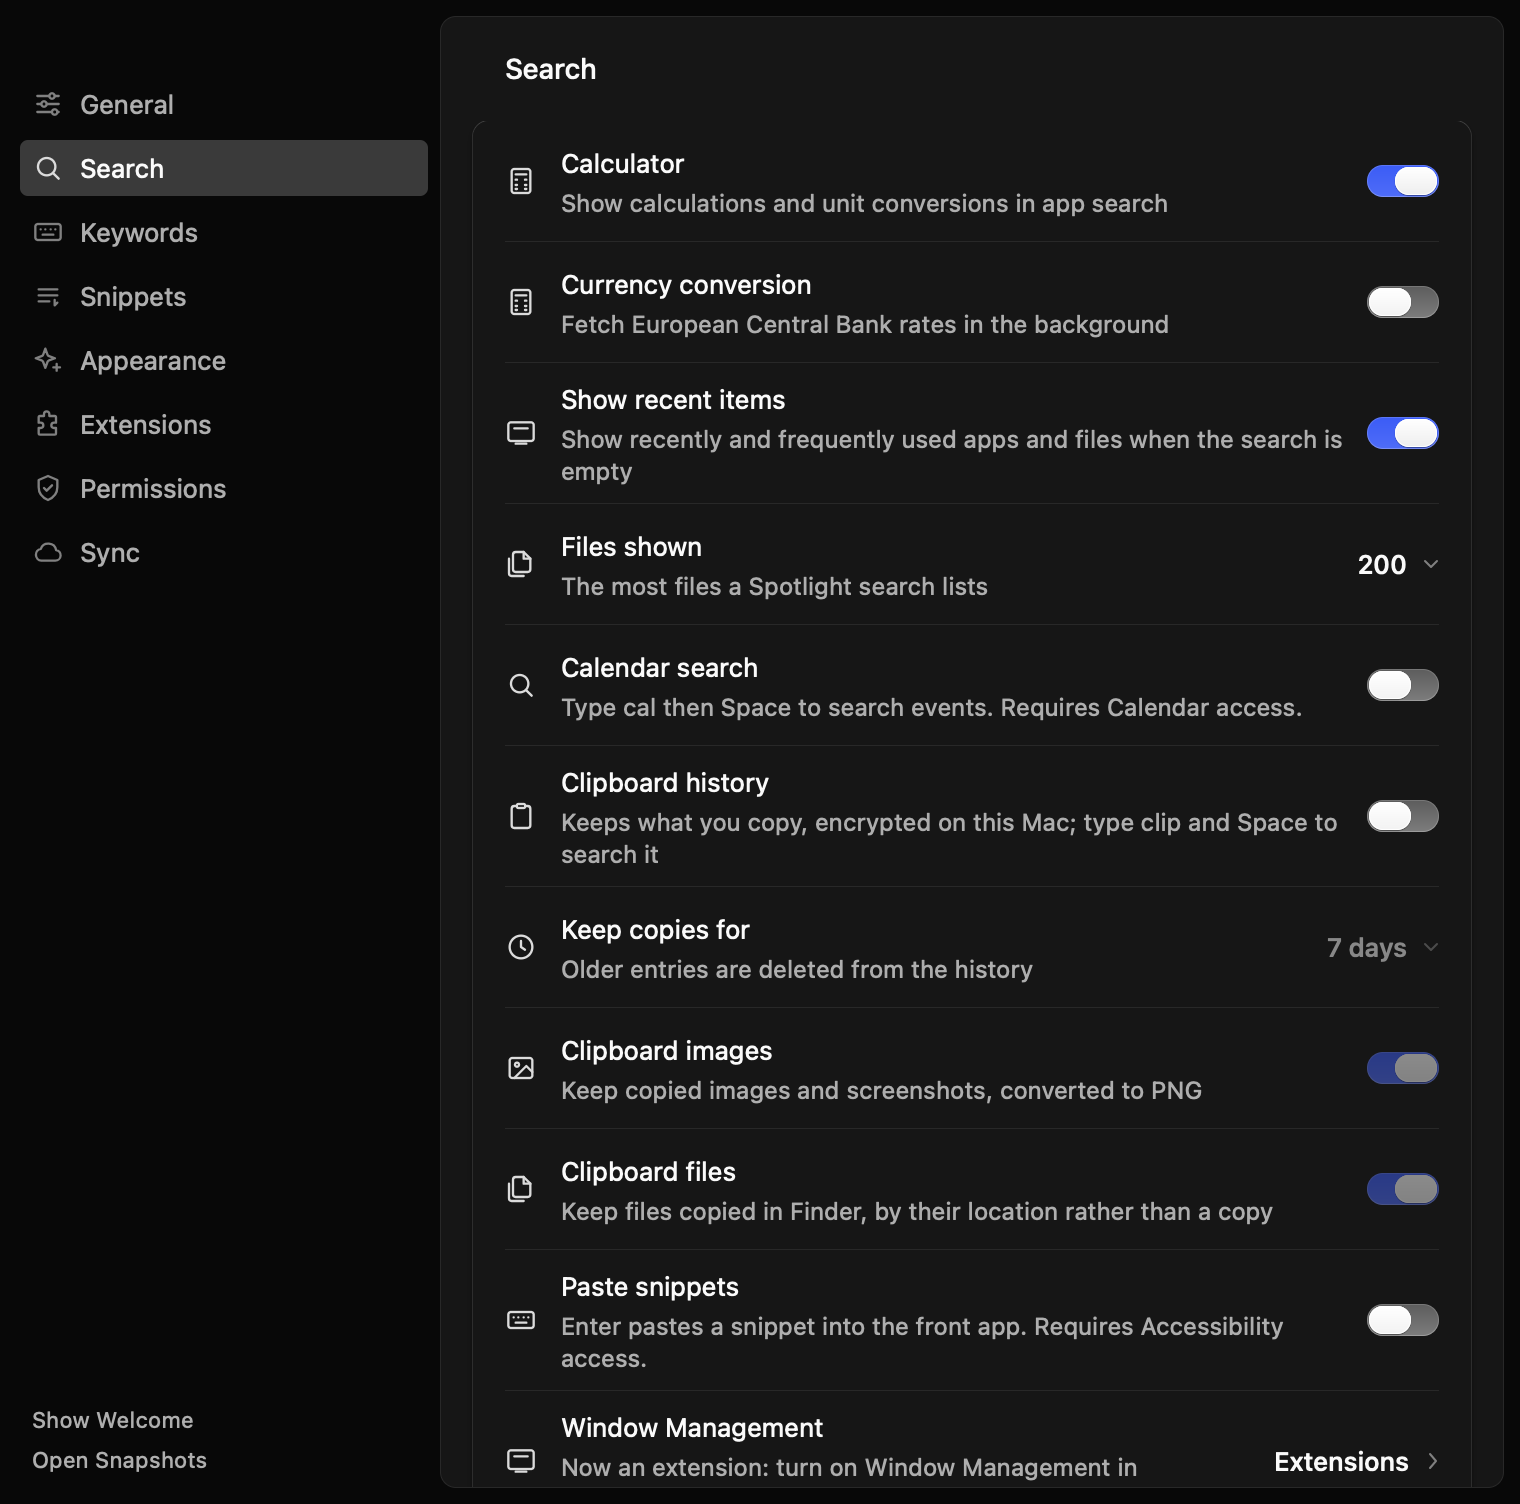 General
Search
Keywords
Snippets
Appearance
Extensions
Permissions
Sync
Show Welcome
Open Snapshots
Search
Calculator
Show calculations and unit conversions in app search
Currency conversion
Fetch European Central Bank rates in the background
Show recent items
Show recently and frequently used apps and files when the search is
empty
Files shown
The most files a Spotlight search lists
200
Calendar search
Type cal then Space to search events. Requires Calendar access.
Clipboard history
Keeps what you copy, encrypted on this Mac; type clip and Space to
search it
Keep copies for
Older entries are deleted from the history
7 days
Clipboard images
Keep copied images and screenshots, converted to PNG
Clipboard files
Keep files copied in Finder, by their location rather than a copy
Paste snippets
Enter pastes a snippet into the front app. Requires Accessibility
access.
Window Management
Now an extension: turn on Window Management in
Extensions